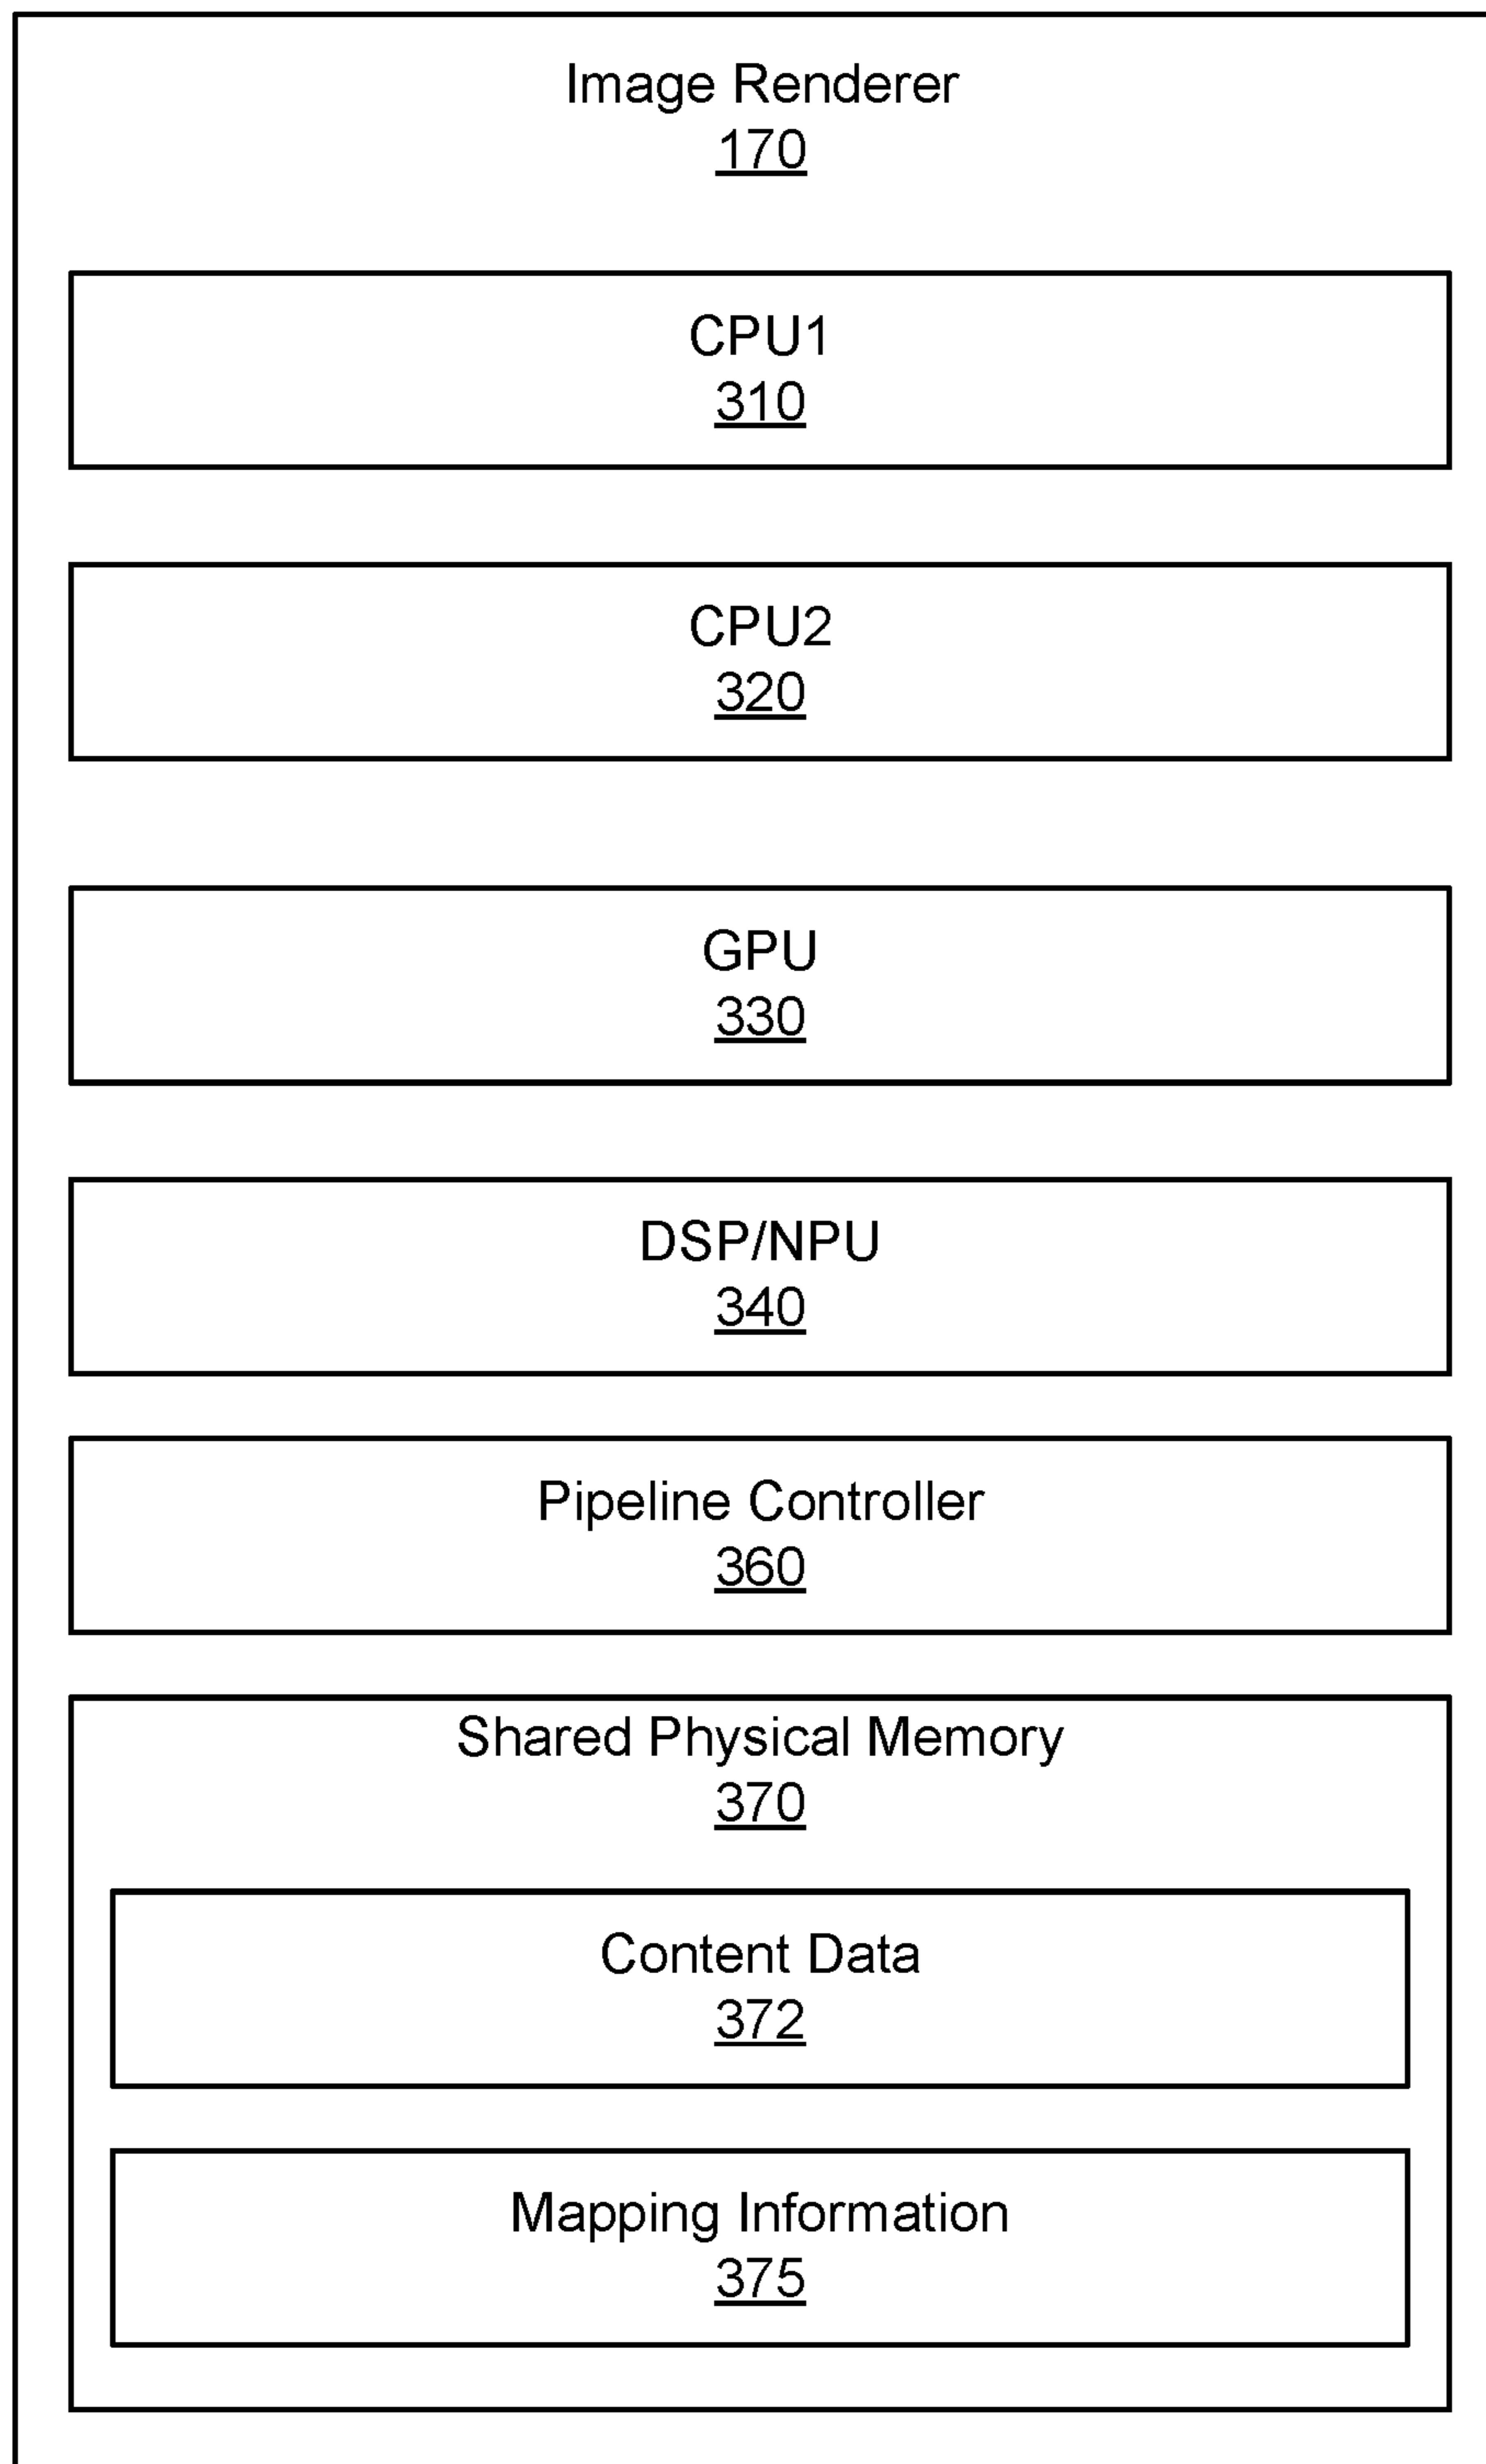 Image Renderer
170
CPU1
310
CPU2
320
GPU
330
DSP/NPU
340
Pipeline Controller
360
Shared Physical Memory
370
Content Data
372
Mapping Information
375